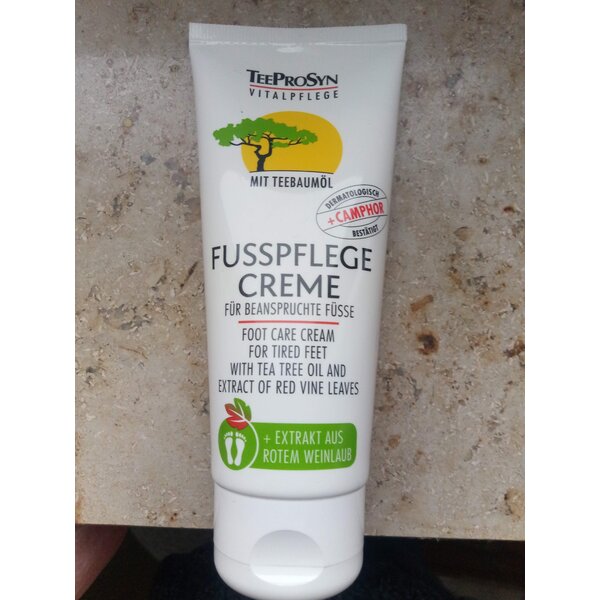 TEEPROSYN
VITALPFLEGE
MIT TEEBAUMÖL
DERMATOLOGISCH
+CAMPHOR
BESTÄTIGT
FUSSPFLEGE
CREME
FÜR BEANSPRUCHTE FÜSSE
FOOT CARE CREAM
FOR TIRED FEET
WITH TEA TREE OIL AND
EXTRACT OF RED VINE LEAVES
+ EXTRAKT AUS
ROTEM WEINLAUB